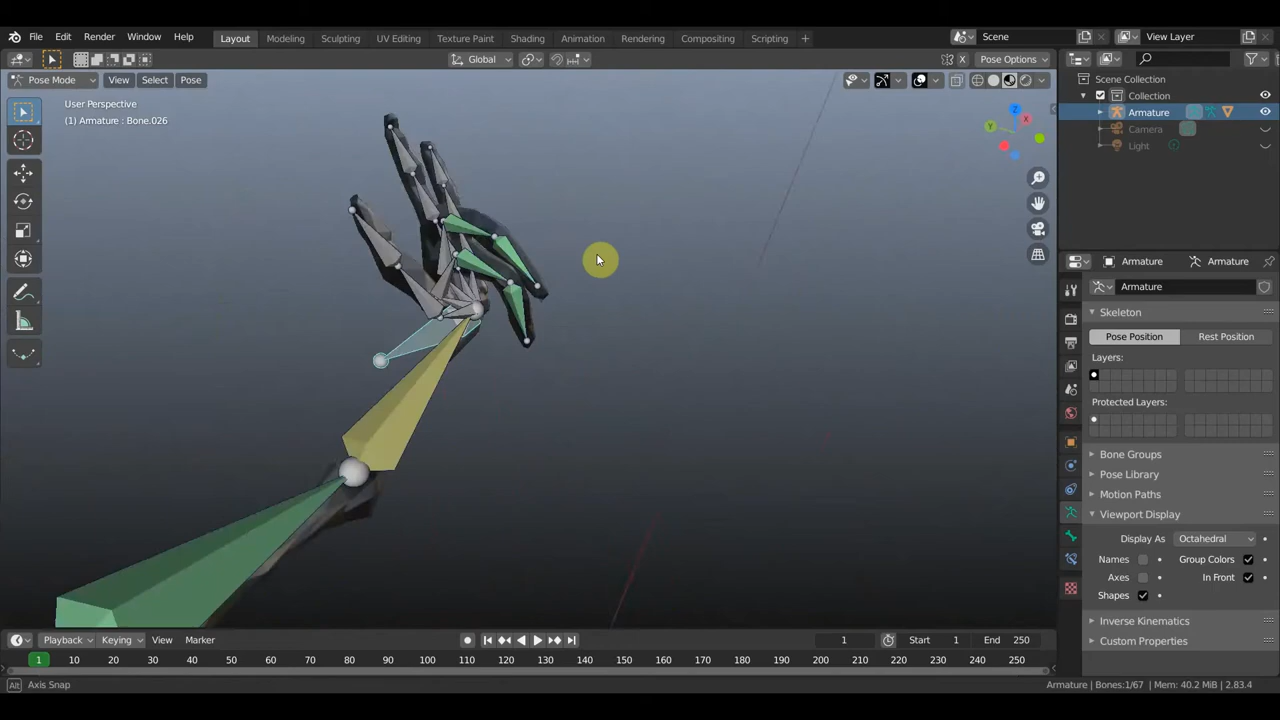 File Edit Render Window Help Layout Modeling Sculpting UV Editing Texture Paint Shading Animation Rendering Compositing Scripting + Scene View Layer
Global X Pose Options
Pose Mode View Select Pose
Scene Collection
Collection
Armature
Camera
Light
User Perspective
(1) Armature : Bone.026
X
Y
Z
Armature Armature
Armature
Skeleton
Pose Position Rest Position
Layers:
Protected Layers:
Bone Groups
Pose Library
Motion Paths
Viewport Display
Display As Octahedral
Names Group Colors
Axes In Front
Shapes
Inverse Kinematics
Custom Properties
Playback Keying View Marker 1 Start 1 End 250
1 10 20 30 40 50 60 70 80 90 100 110 120 130 140 150 160 170 180 190 200 210 220 230 240 250
Alt Axis Snap Armature | Bones:1/67 | Mem: 40.2 MiB | 2.83.4